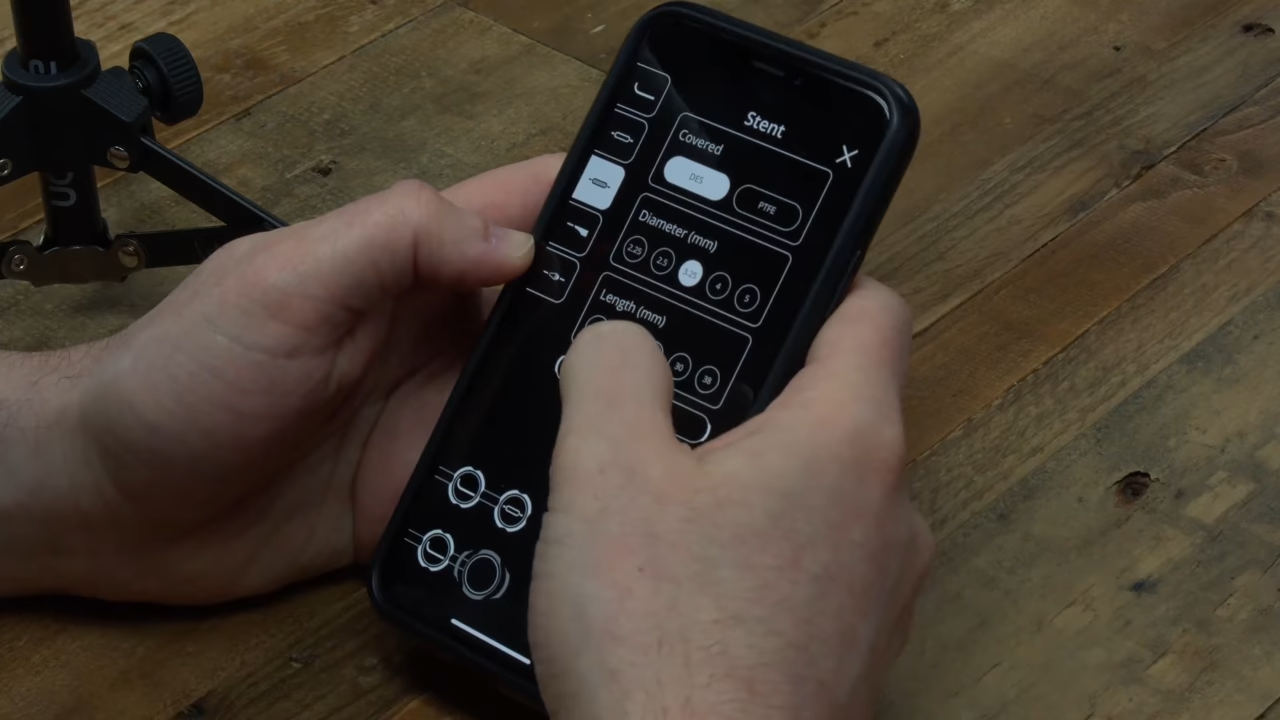 Stent
Covered
DES
PTFE
Diameter (mm)
2.25 2.5 3.25 4 5
Length (mm)
30 38